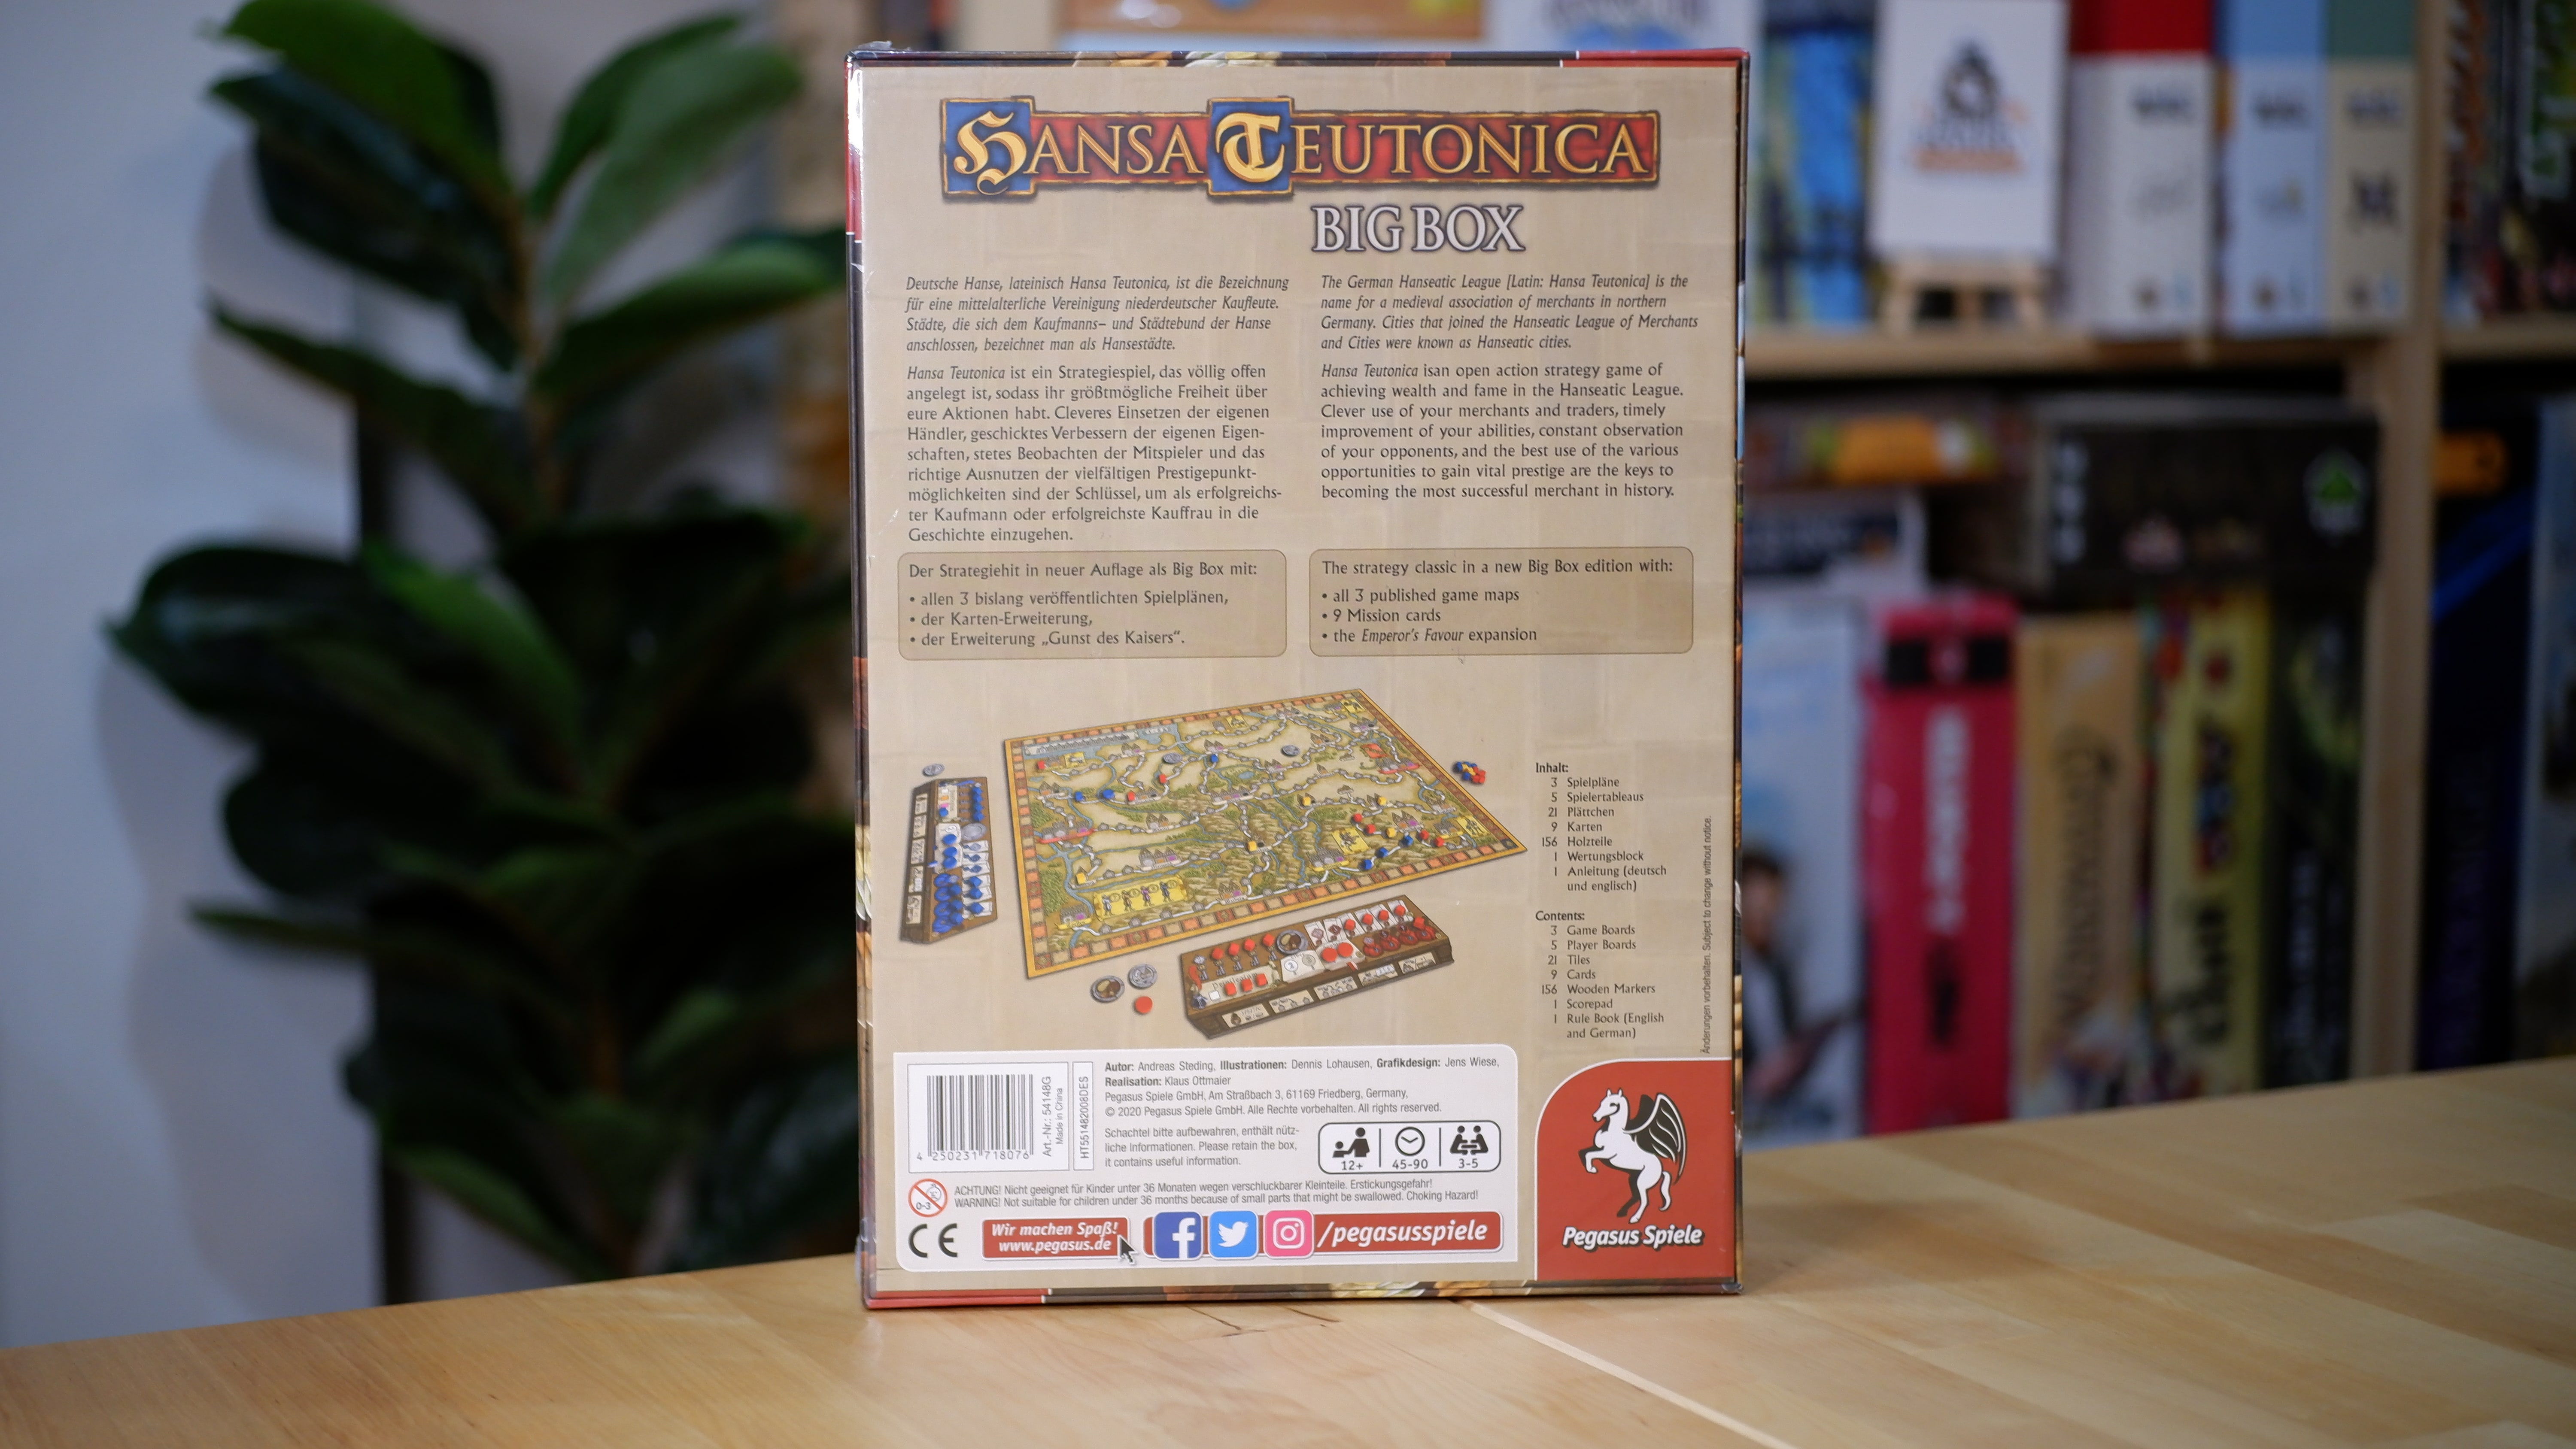 HANSA TEUTONICA
BIG BOX
Deutsche Hanse, lateinisch Hansa Teutonica, ist die Bezeichnung
für eine mittelalterliche Vereinigung niederdeutscher Kaufleute.
Städte, die sich dem Kaufmanns- und Städtebund der Hanse
anschlossen, bezeichnet man als Hansestädte.
Hansa Teutonica ist ein Strategiespiel, das völlig offen
angelegt ist, sodass ihr größtmögliche Freiheit über
eure Aktionen habt. Cleveres Einsetzen der eigenen
Händler, geschicktes Verbessern der eigenen Eigen-
schaften, stetes Beobachten der Mitspieler und das
richtige Ausnutzen der vielfältigen Prestigepunkt-
möglichkeiten sind der Schlüssel, um als erfolgreichs-
ter Kaufmann oder erfolgreichste Kauffrau in die
Geschichte einzugehen.
The German Hanseatic League [Latin: Hansa Teutonica] is the
name for a medieval association of merchants in northern
Germany. Cities that joined the Hanseatic League of Merchants
and Cities were known as Hanseatic cities.
Hansa Teutonica isan open action strategy game of
achieving wealth and fame in the Hanseatic League.
Clever use of your merchants and traders, timely
improvement of your abilities, constant observation
of your opponents, and the best use of the various
opportunities to gain vital prestige are the keys to
becoming the most successful merchant in history.
Der Strategiehit in neuer Auflage als Big Box mit:
• allen 3 bislang veröffentlichten Spielplänen,
• der Karten-Erweiterung,
• der Erweiterung „Gunst des Kaisers“.
The strategy classic in a new Big Box edition with:
• all 3 published game maps
• 9 Mission cards
• the Emperor's Favour expansion
Inhalt:
3 Spielpläne
5 Spielertableaus
21 Plättchen
9 Karten
156 Holzteile
1 Wertungsblock
1 Anleitung (deutsch
und englisch)
Contents:
3 Game Boards
5 Player Boards
21 Tiles
9 Cards
156 Wooden Markers
1 Scorepad
1 Rule Book (English
and German)
Änderungen vorbehalten. Subject to change without notice.
4 250231 718076
Art.-Nr.: 54148G
Made in China
HT551482008DES
Autor: Andreas Steding, Illustrationen: Dennis Lohausen, Grafikdesign: Jens Wiese,
Realisation: Klaus Ottmaier
Pegasus Spiele GmbH, Am Straßbach 3, 61169 Friedberg, Germany,
© 2020 Pegasus Spiele GmbH. Alle Rechte vorbehalten. All rights reserved.
Schachtel bitte aufbewahren, enthält nütz-
liche Informationen. Please retain the box,
it contains useful information.
12+ 45-90 3-5
0-3
ACHTUNG! Nicht geeignet für Kinder unter 36 Monaten wegen verschluckbarer Kleinteile. Erstickungsgefahr!
WARNING! Not suitable for children under 36 months because of small parts that might be swallowed. Choking Hazard!
CE
Wir machen Spaß!
www.pegasus.de
/pegasusspiele
Pegasus Spiele